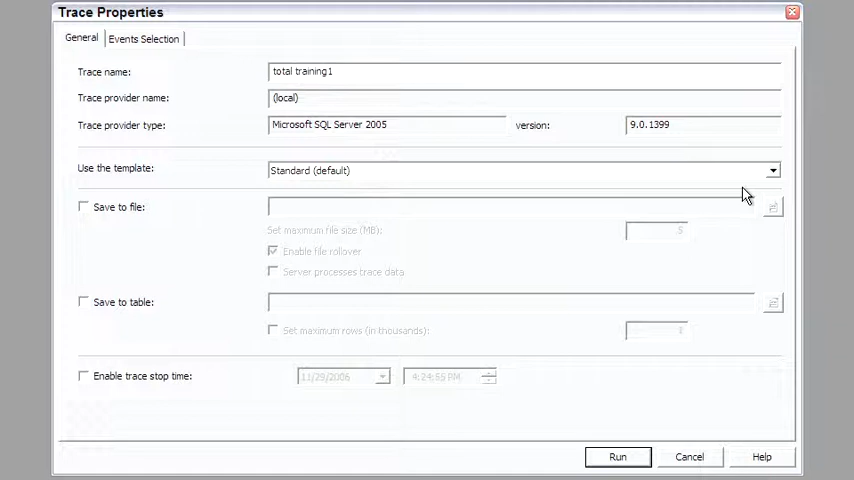 Trace Properties
General
Events Selection
Trace name: total training1
Trace provider name: (local)
Trace provider type: Microsoft SQL Server 2005 version: 9.0.1399
Use the template: Standard (default)
Save to file:
Set maximum file size (MB): 5
Enable file rollover
Server processes trace data
Save to table:
Set maximum rows (in thousands):
Enable trace stop time: 11/29/2006 4:24:55 PM
Run Cancel Help